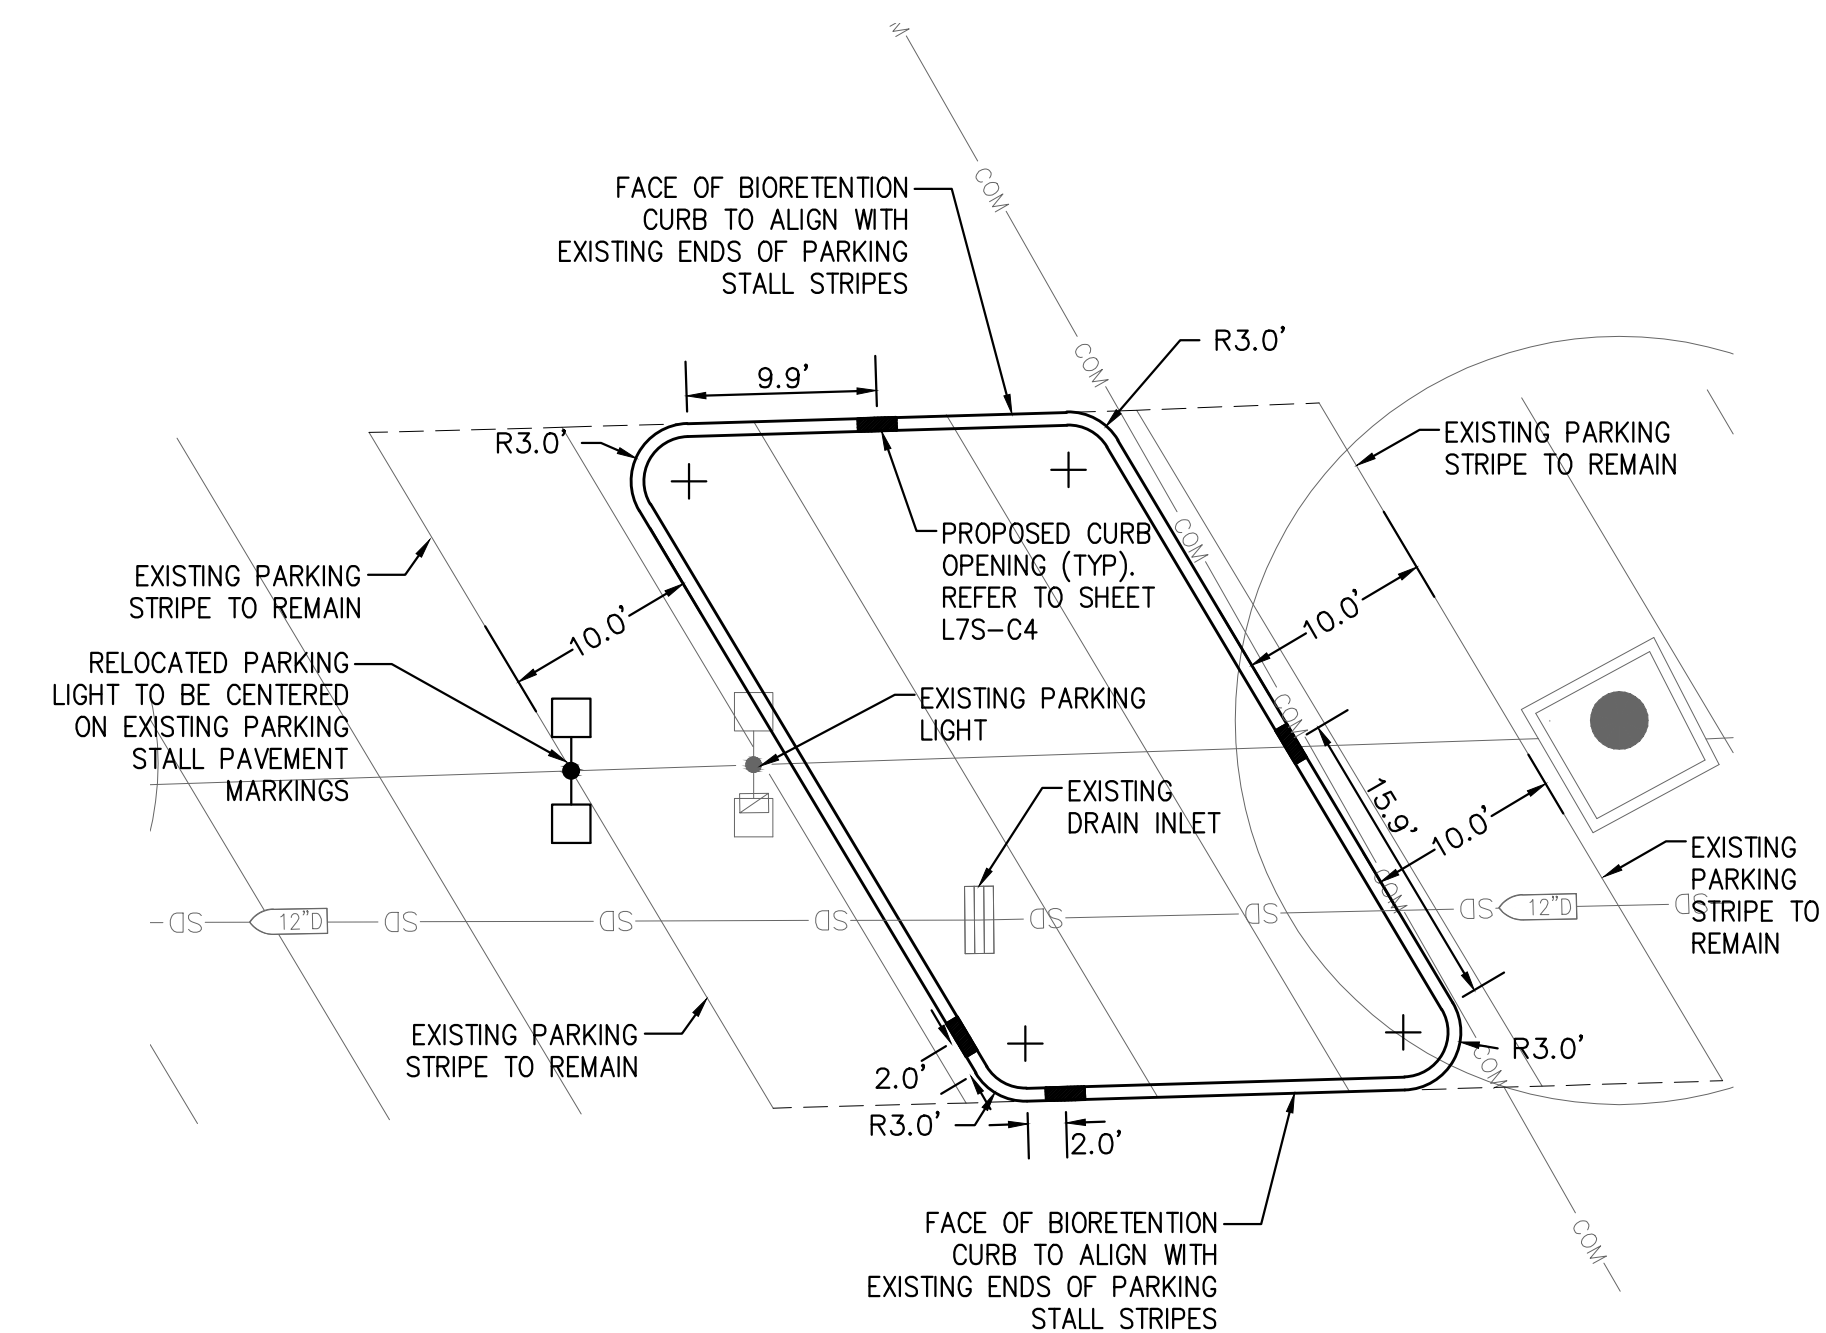 M
COM
FACE OF BIORETENTION
CURB TO ALIGN WITH
EXISTING ENDS OF PARKING
STALL STRIPES
R3.0'
COM
9.9'
R3.0'
EXISTING PARKING
STRIPE TO REMAIN
PROPOSED CURB
OPENING (TYP).
REFER TO SHEET
L7S-C4
COM
EXISTING PARKING
STRIPE TO REMAIN
10.0'
10.0'
RELOCATED PARKING
LIGHT TO BE CENTERED
ON EXISTING PARKING
STALL PAVEMENT
MARKINGS
EXISTING PARKING
LIGHT
COM
EXISTING
DRAIN INLET
15.9'
10.0'
EXISTING
PARKING
STRIPE TO
REMAIN
COM
SD
12"D
SD
SD
SD
SD
SD
SD
12"D
SD
EXISTING PARKING
STRIPE TO REMAIN
2.0'
R3.0'
2.0'
R3.0'
COM
FACE OF BIORETENTION
CURB TO ALIGN WITH
EXISTING ENDS OF PARKING
STALL STRIPES
COM